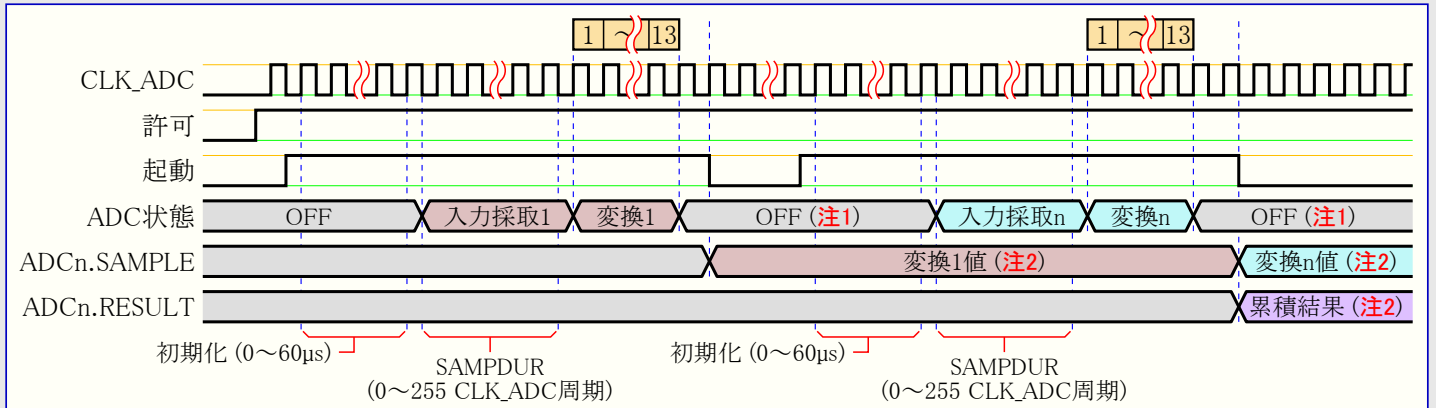 1 ～ 13 1 ～ 13
CLK_ADC
許可
起動
ADC状態 OFF 入力採取1 変換1 OFF (注1) 入力採取n 変換n OFF (注1)
ADCn.SAMPLE 変換1値 (注2) 変換n値 (注2)
ADCn.RESULT 累積結果 (注2)
初期化 (0～60μs) 初期化 (0～60μs)
SAMPDUR SAMPDUR
(0～255 CLK_ADC周期) (0～255 CLK_ADC周期)